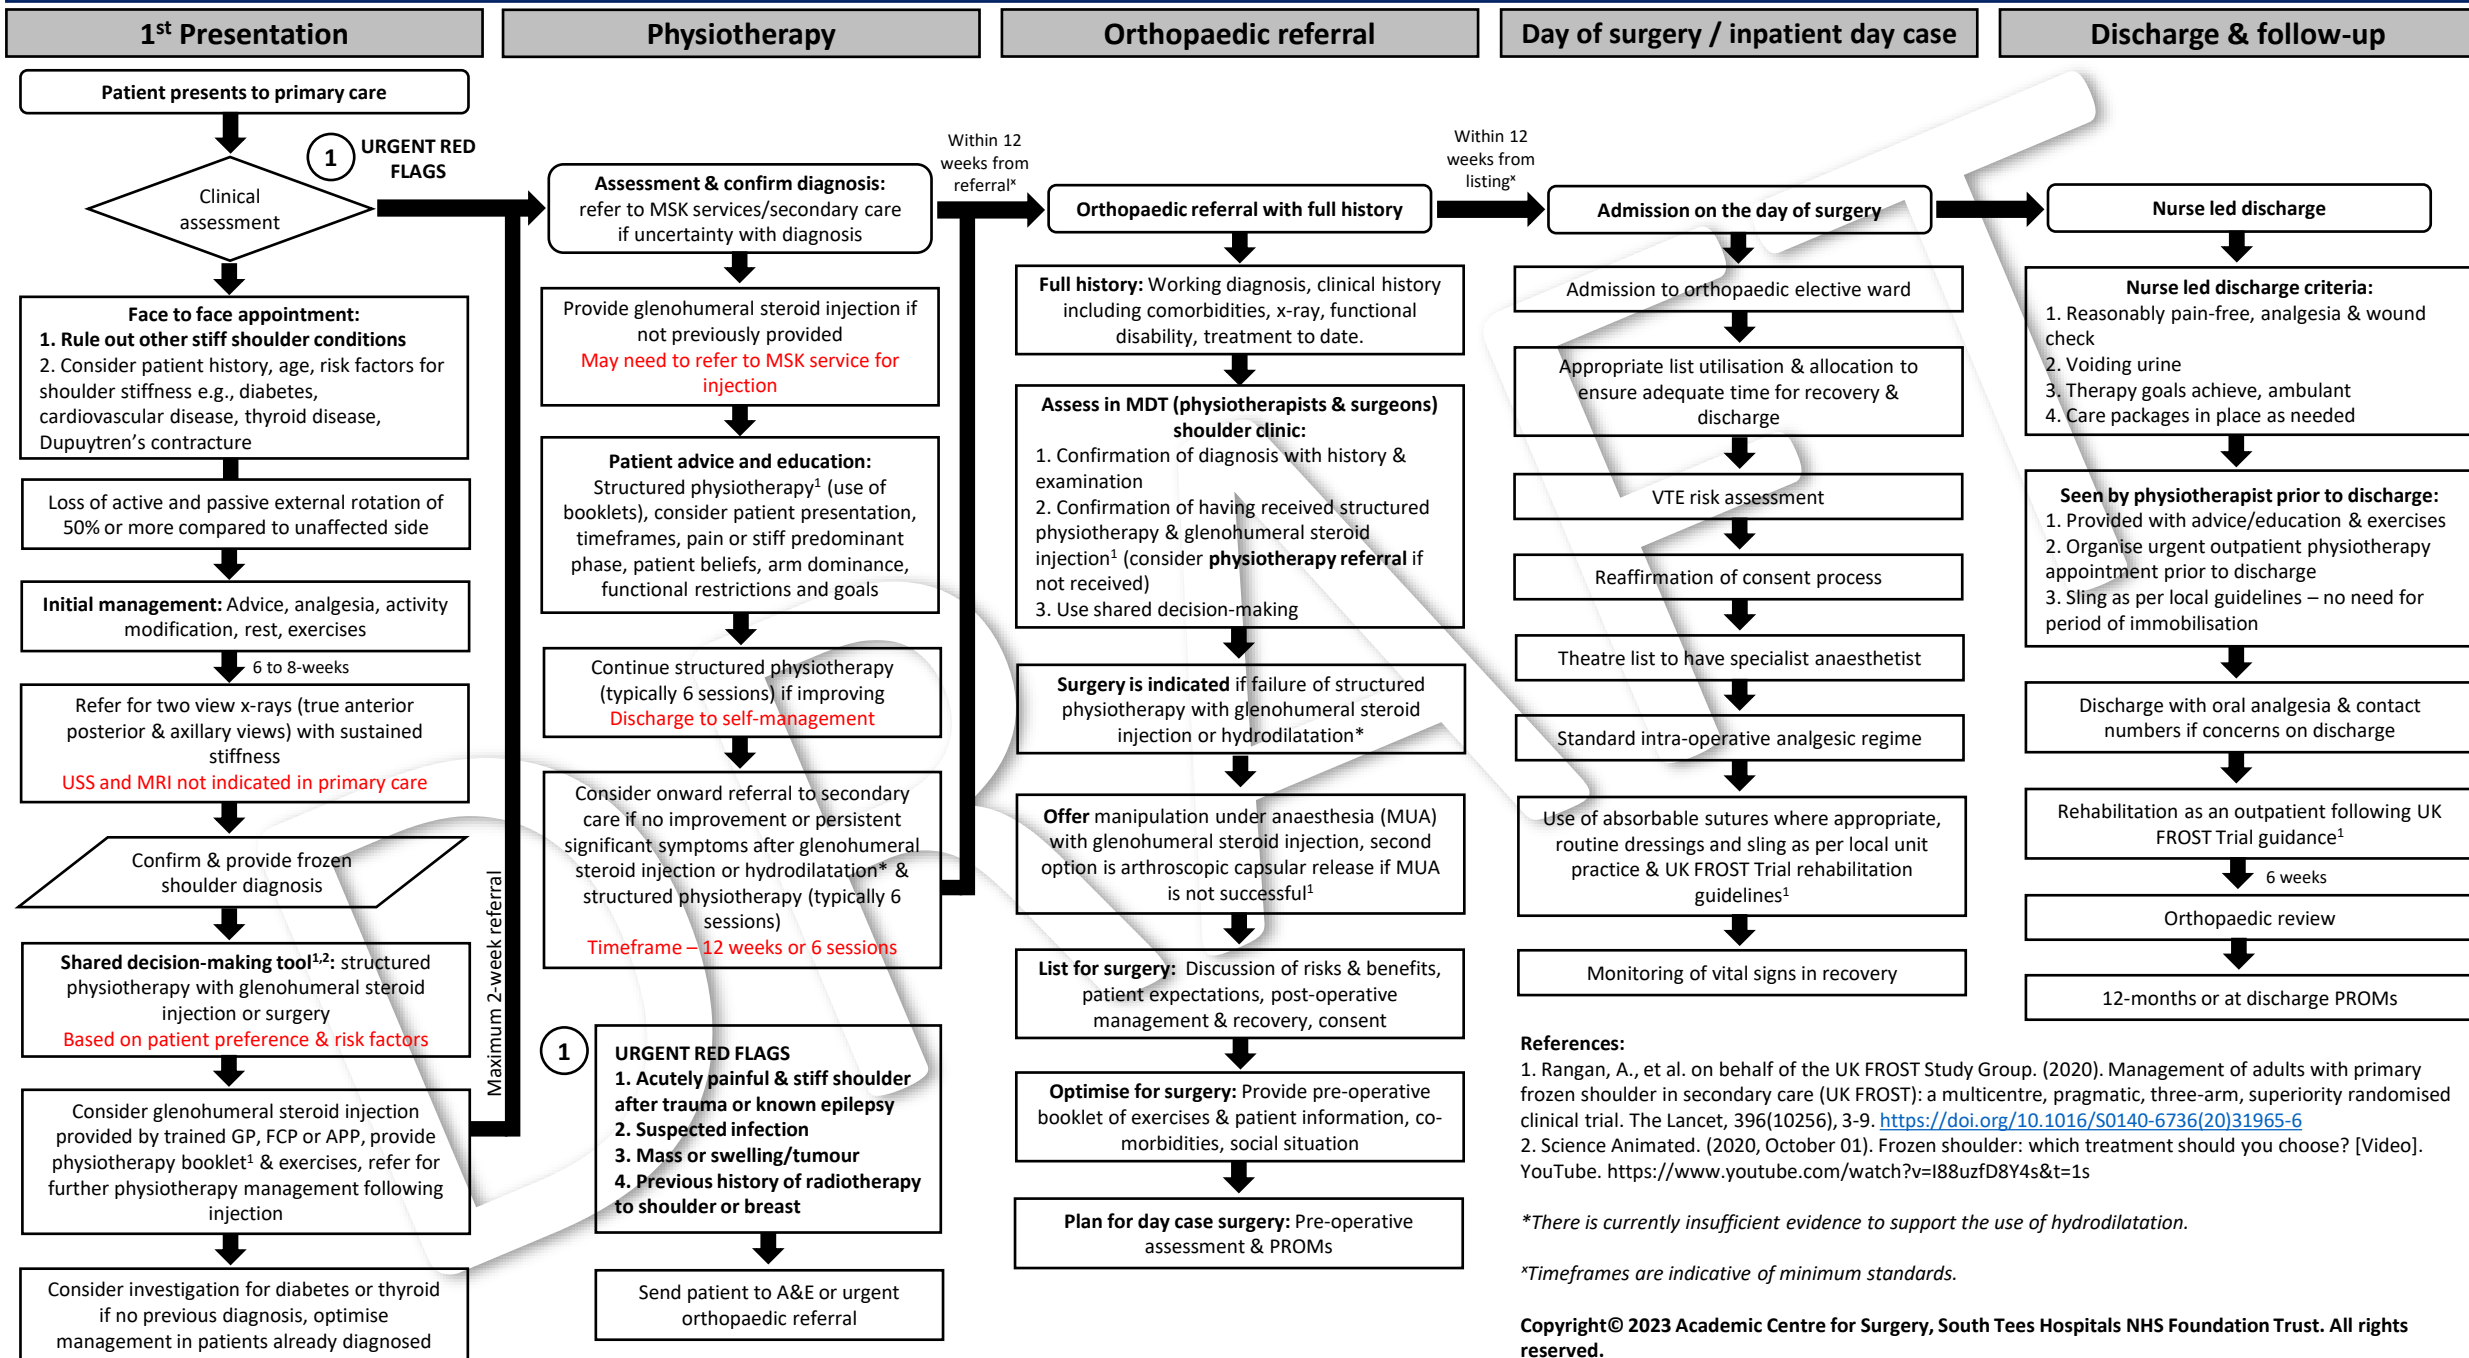 1st Presentation
Patient presents to primary care
1
URGENT RED
FLAGS
Clinical
assessment
Face to face appointment:
1. Rule out other stiff shoulder conditions
2. Consider patient history, age, risk factors for
shoulder stiffness e.g., diabetes,
cardiovascular disease, thyroid disease,
Dupuytren's contracture
Loss of active and passive external rotation of
50% or more compared to unaffected side
Initial management: Advice, analgesia, activity
modification, rest, exercises
6 to 8-weeks
Refer for two view x-rays (true anterior
posterior & axillary views) with sustained
stiffness
USS and MRI not indicated in primary care
Confirm & provide frozen
shoulder diagnosis
Shared decision-making tool1,2: structured
physiotherapy with glenohumeral steroid
injection or surgery
Based on patient preference & risk factors
Consider glenohumeral steroid injection
provided by trained GP, FCP or APP, provide
physiotherapy booklet1 & exercises, refer for
further physiotherapy management following
injection
Consider investigation for diabetes or thyroid
if no previous diagnosis, optimise
management in patients already diagnosed
Maximum 2-week referral
Physiotherapy
Assessment & confirm diagnosis:
refer to MSK services/secondary care
if uncertainty with diagnosis
Provide glenohumeral steroid injection if
not previously provided
May need to refer to MSK service for
injection
Patient advice and education:
Structured physiotherapy1 (use of
booklets), consider patient presentation,
timeframes, pain or stiff predominant
phase, patient beliefs, arm dominance,
functional restrictions and goals
Continue structured physiotherapy
(typically 6 sessions) if improving
Discharge to self-management
Consider onward referral to secondary
care if no improvement or persistent
significant symptoms after glenohumeral
steroid injection or hydrodilatation* &
structured physiotherapy (typically 6
sessions)
Timeframe – 12 weeks or 6 sessions
1
URGENT RED FLAGS
1. Acutely painful & stiff shoulder
after trauma or known epilepsy
2. Suspected infection
3. Mass or swelling/tumour
4. Previous history of radiotherapy
to shoulder or breast
Send patient to A&E or urgent
orthopaedic referral
Within 12
weeks from
referralˣ
Orthopaedic referral
Orthopaedic referral with full history
Full history: Working diagnosis, clinical history
including comorbidities, x-ray, functional
disability, treatment to date.
Assess in MDT (physiotherapists & surgeons)
shoulder clinic:
1. Confirmation of diagnosis with history &
examination
2. Confirmation of having received structured
physiotherapy & glenohumeral steroid
injection1 (consider physiotherapy referral if
not received)
3. Use shared decision-making
Surgery is indicated if failure of structured
physiotherapy with glenohumeral steroid
injection or hydrodilatation*
Offer manipulation under anaesthesia (MUA)
with glenohumeral steroid injection, second
option is arthroscopic capsular release if MUA
is not successful1
List for surgery: Discussion of risks & benefits,
patient expectations, post-operative
management & recovery, consent
Optimise for surgery: Provide pre-operative
booklet of exercises & patient information, co-
morbidities, social situation
Plan for day case surgery: Pre-operative
assessment & PROMs
Within 12
weeks from
listingˣ
Day of surgery / inpatient day case
Admission on the day of surgery
Admission to orthopaedic elective ward
Appropriate list utilisation & allocation to
ensure adequate time for recovery &
discharge
VTE risk assessment
Reaffirmation of consent process
Theatre list to have specialist anaesthetist
Standard intra-operative analgesic regime
Use of absorbable sutures where appropriate,
routine dressings and sling as per local unit
practice & UK FROST Trial rehabilitation
guidelines1
Monitoring of vital signs in recovery
Discharge & follow-up
Nurse led discharge
Nurse led discharge criteria:
1. Reasonably pain-free, analgesia & wound
check
2. Voiding urine
3. Therapy goals achieve, ambulant
4. Care packages in place as needed
Seen by physiotherapist prior to discharge:
1. Provided with advice/education & exercises
2. Organise urgent outpatient physiotherapy
appointment prior to discharge
3. Sling as per local guidelines – no need for
period of immobilisation
Discharge with oral analgesia & contact
numbers if concerns on discharge
Rehabilitation as an outpatient following UK
FROST Trial guidance1
6 weeks
Orthopaedic review
12-months or at discharge PROMs
References:
1. Rangan, A., et al. on behalf of the UK FROST Study Group. (2020). Management of adults with primary
frozen shoulder in secondary care (UK FROST): a multicentre, pragmatic, three-arm, superiority randomised
clinical trial. The Lancet, 396(10256), 3-9. https://doi.org/10.1016/S0140-6736(20)31965-6
2. Science Animated. (2020, October 01). Frozen shoulder: which treatment should you choose? [Video].
YouTube. https://www.youtube.com/watch?v=I88uzfD8Y4s&t=1s
*There is currently insufficient evidence to support the use of hydrodilatation.
ˣTimeframes are indicative of minimum standards.
Copyright© 2023 Academic Centre for Surgery, South Tees Hospitals NHS Foundation Trust. All rights
reserved.
DRAFT